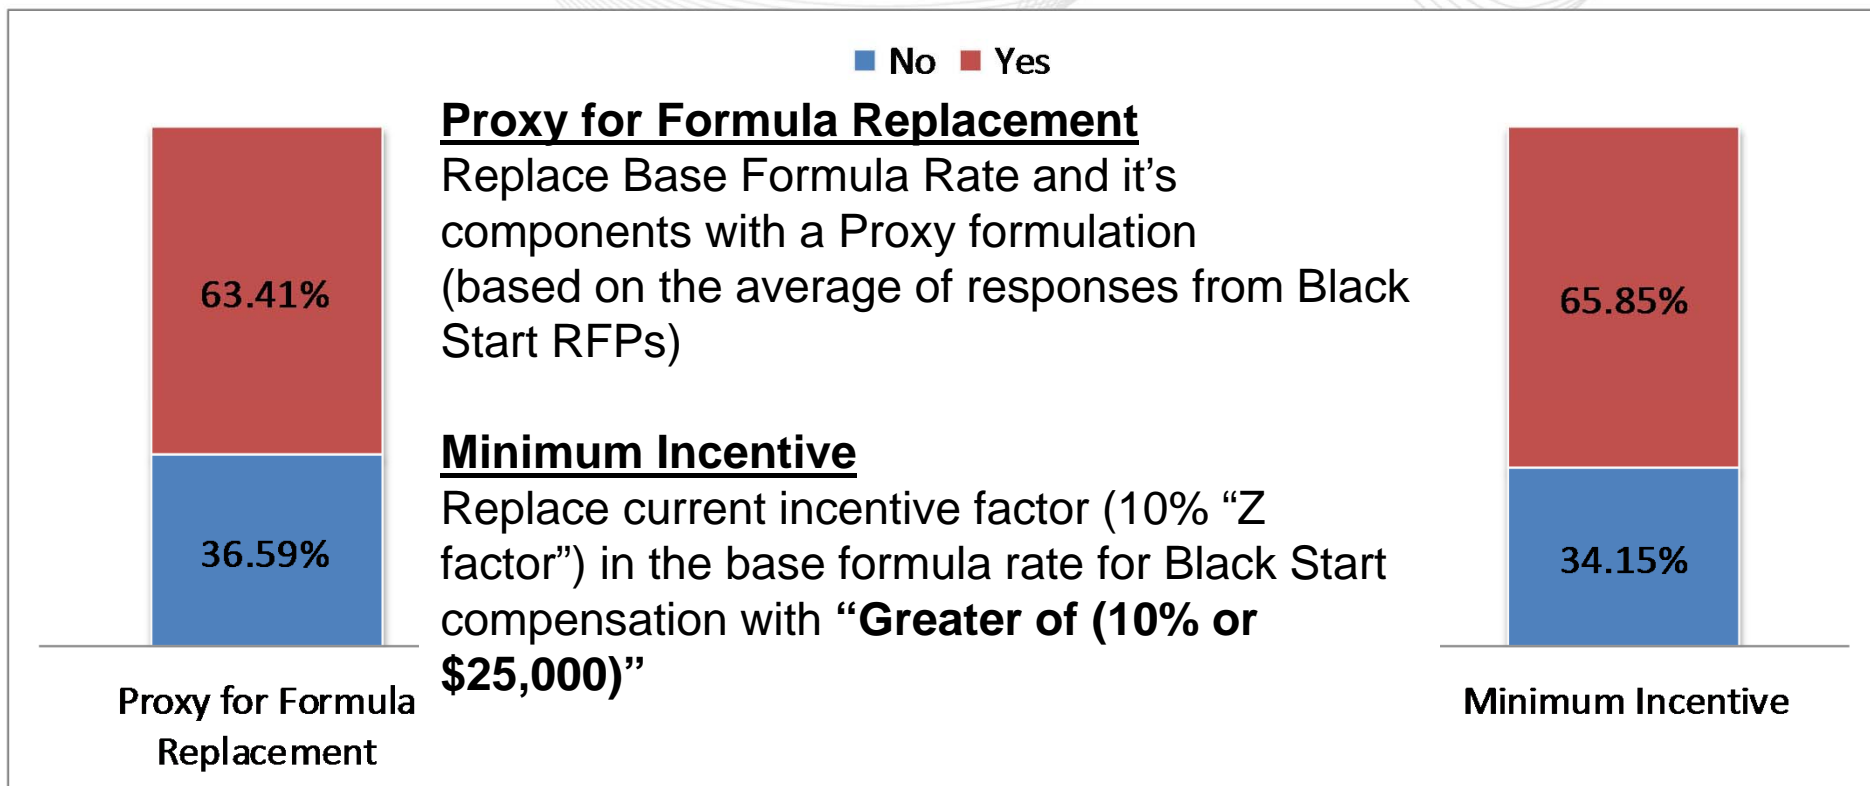 No Yes
63.41%
36.59%
Proxy for Formula
Replacement
Proxy for Formula Replacement
Replace Base Formula Rate and it’s
components with a Proxy formulation
(based on the average of responses from Black
Start RFPs)
Minimum Incentive
Replace current incentive factor (10% “Z
factor”) in the base formula rate for Black Start
compensation with “Greater of (10% or
$25,000)”
65.85%
34.15%
Minimum Incentive